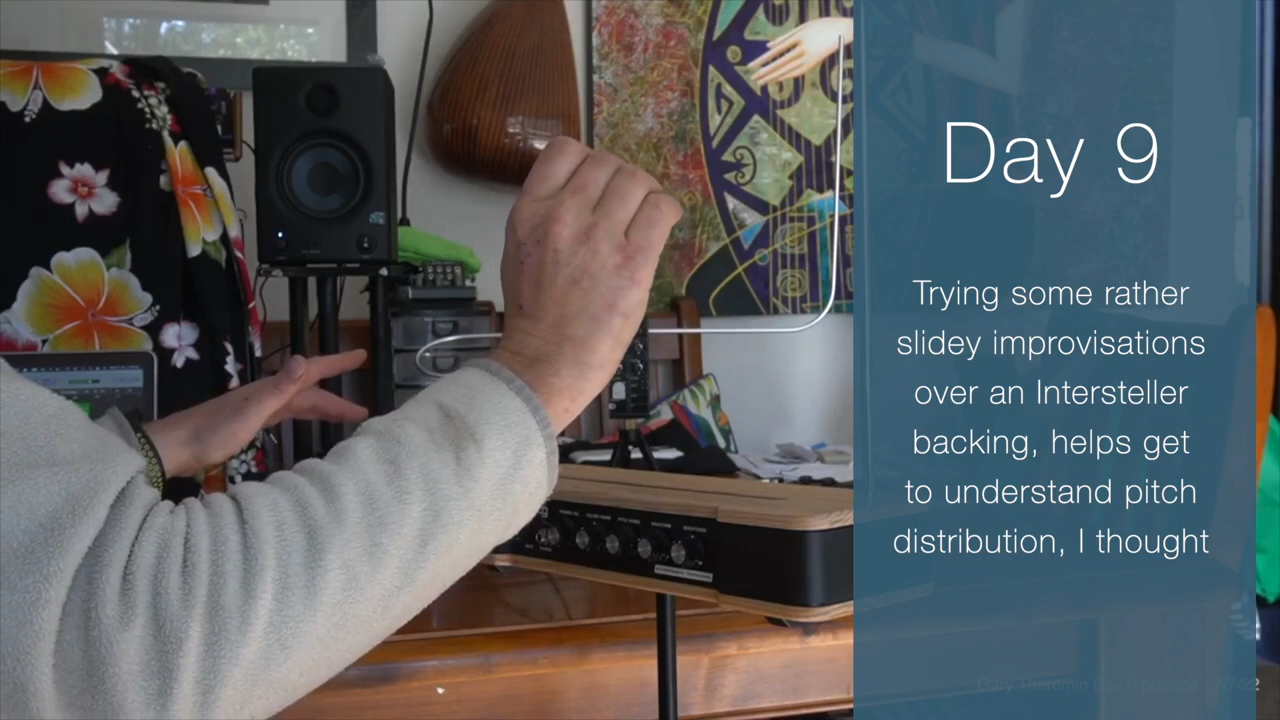 Day 9
Trying some rather
slidey improvisations
over an Intersteller
backing, helps get
to understand pitch
distribution, I thought